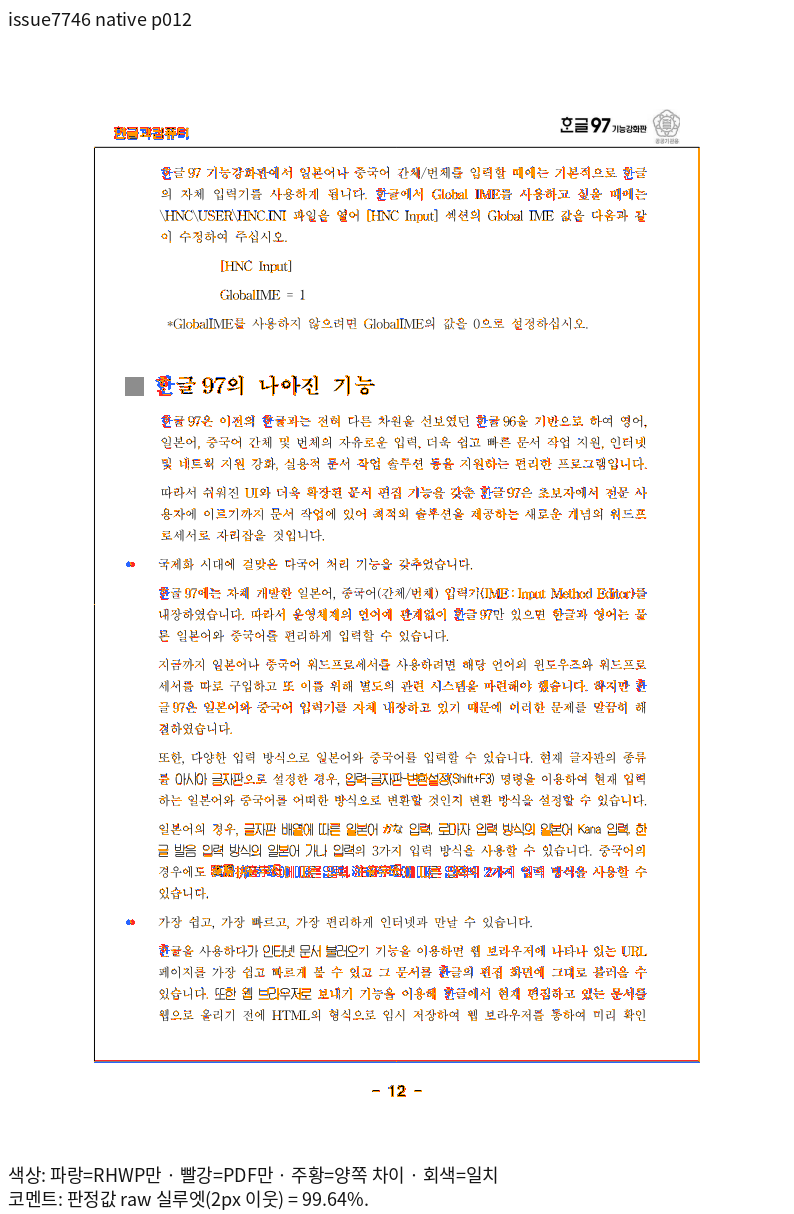 issue7746 native p012
한글과컴퓨터
한글97 기능강화판
한글 97 기능강화판에서 일본어나 중국어 간체/번체를 입력할 때에는 기본적으로 한글
의 자체 입력기를 사용하게 됩니다. 한글에서 Global IME를 사용하고 싶을 때에는
\HNC\USER\HNC.INI 파일을 열어 [HNC Input] 섹션의 Global IME 값을 다음과 같
이 수정하여 주십시오.
[HNC Input]
GlobalIME = 1
*GlobalIME를 사용하지 않으려면 GlobalIME의 값을 0으로 설정하십시오.
한글 97의 나아진 기능
한글 97은 이전의 한글과는 전혀 다른 차원을 선보였던 한글 96을 기반으로 하여 영어,
일본어, 중국어 간체 및 번체의 자유로운 입력, 더욱 쉽고 빠른 문서 작업 지원, 인터넷
및 네트웍 지원 강화, 실용적 문서 작업 솔루션 등을 지원하는 편리한 프로그램입니다.
따라서 쉬워진 UI와 더욱 확장된 문서 편집 기능을 갖춘 한글 97은 초보자에서 전문 사
용자에 이르기까지 문서 작업에 있어 최적의 솔루션을 제공하는 새로운 개념의 워드프
로세서로 자리잡을 것입니다.
국제화 시대에 걸맞은 다국어 처리 기능을 갖추었습니다.
한글 97에는 자체 개발한 일본어, 중국어(간체/번체) 입력기(IME : Input Method Editor)를
내장하였습니다. 따라서 운영체제의 언어에 관계없이 한글 97만 있으면 한글과 영어는 물
론 일본어와 중국어를 편리하게 입력할 수 있습니다.
지금까지 일본어나 중국어 워드프로세서를 사용하려면 해당 언어의 윈도우즈와 워드프로
세서를 따로 구입하고 또 이를 위해 별도의 관련 시스템을 마련해야 했습니다. 하지만 한
글 97은 일본어와 중국어 입력기를 자체 내장하고 있기 때문에 이러한 문제를 말끔히 해
결하였습니다.
또한, 다양한 입력 방식으로 일본어와 중국어를 입력할 수 있습니다. 현재 글자판의 종류
를 아시아 글자판으로 설정한 경우, 입력-글자판-변환설정(Shift+F3) 명령을 이용하여 현재 입력
하는 일본어와 중국어를 어떠한 방식으로 변환할 것인지 변환 방식을 설정할 수 있습니다.
일본어의 경우, 글자판 배열에 따른 일본어 かな 입력, 로마자 입력 방식의 일본어 Kana 입력, 한
글 발음 입력 방식의 일본어 가나 입력의 3가지 입력 방식을 사용할 수 있습니다. 중국어의
경우에도 에 따른 입력, 에 따른 입력의 2가지 입력 방식을 사용할 수
있습니다.
가장 쉽고, 가장 빠르고, 가장 편리하게 인터넷과 만날 수 있습니다.
한글을 사용하다가 인터넷 문서 불러오기 기능을 이용하면 웹 브라우저에 나타나 있는 URL
페이지를 가장 쉽고 빠르게 볼 수 있고 그 문서를 한글의 편집 화면에 그대로 불러올 수
있습니다. 또한 웹 브라우저로 보내기 기능을 이용해 한글에서 현재 편집하고 있는 문서를
웹으로 올리기 전에 HTML의 형식으로 임시 저장하여 웹 브라우저를 통하여 미리 확인
- 12 -
색상: 파랑=RHWP만 · 빨강=PDF만 · 주황=양쪽 차이 · 회색=일치
코멘트: 판정값 raw 실루엣(2px 이웃) = 99.64%.